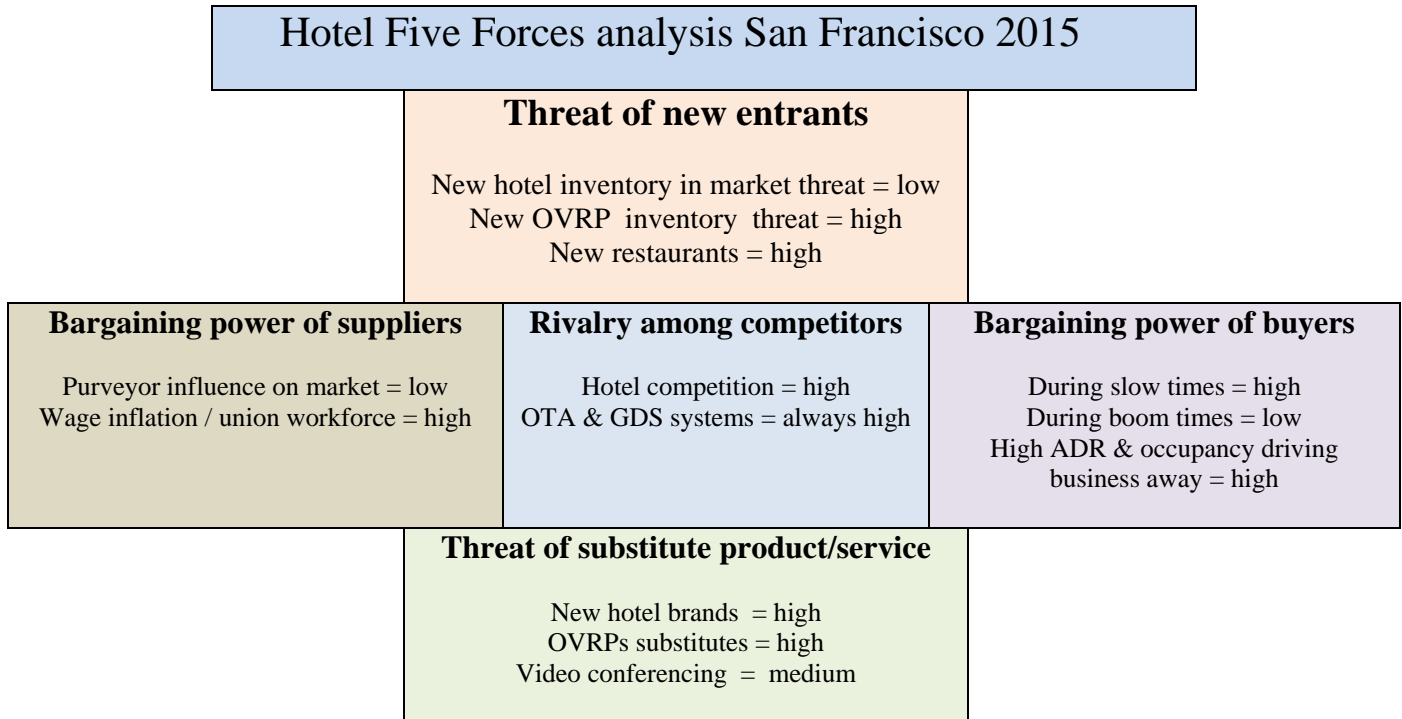 Hotel Five Forces analysis San Francisco 2015
Threat of new entrants
New hotel inventory in market threat = low
New OVRP inventory threat = high
New restaurants = high
Bargaining power of suppliers
Purveyor influence on market = low
Wage inflation / union workforce = high
Rivalry among competitors
Hotel competition = high
OTA & GDS systems = always high
Bargaining power of buyers
During slow times = high
During boom times = low
High ADR & occupancy driving
business away = high
Threat of substitute product/service
New hotel brands = high
OVRPs substitutes = high
Video conferencing = medium